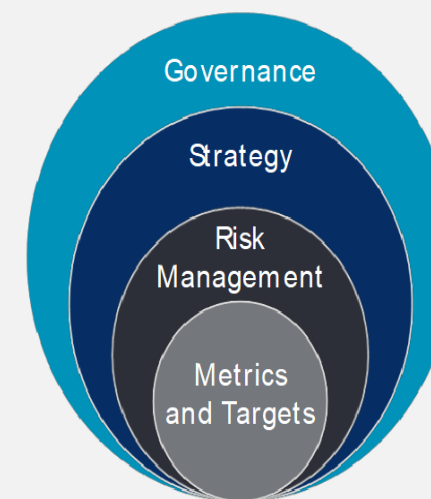 Governance
Strategy
Risk
Management
Metrics
and Targets